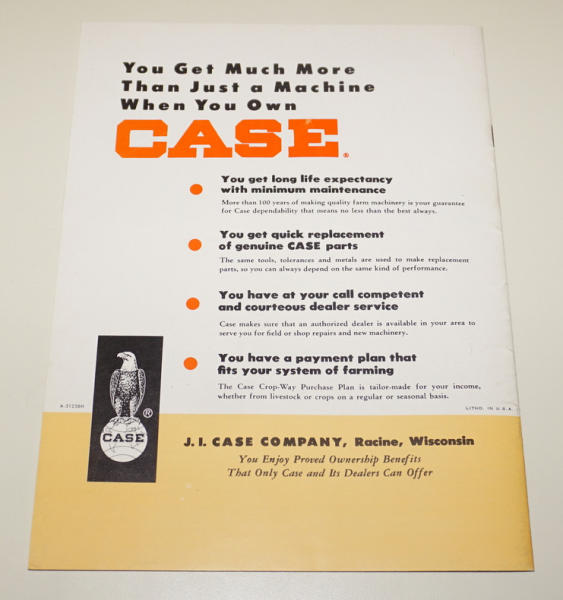 You Get Much More
Than Just a Machine
When You Own
CASE®
You get long life expectancy
with minimum maintenance
More than 100 years of making quality farm machinery is your guarantee
for Case dependability that means no less than the best always.
You get quick replacement
of genuine CASE parts
The same tools, tolerances and metals are used to make replacement
parts, so you can always depend on the same kind of performance.
You have at your call competent
and courteous dealer service
Case makes sure that an authorized dealer is available in your area to
serve you for field or shop repairs and new machinery.
You have a payment plan that
fits your system of farming
The Case Crop-Way Purchase Plan is tailor-made for your income,
whether from livestock or crops on a regular or seasonal basis.
A-31258H
LITHO. IN U.S.A.
CASE ®
J. I. CASE COMPANY, Racine, Wisconsin
You Enjoy Proved Ownership Benefits
That Only Case and Its Dealers Can Offer